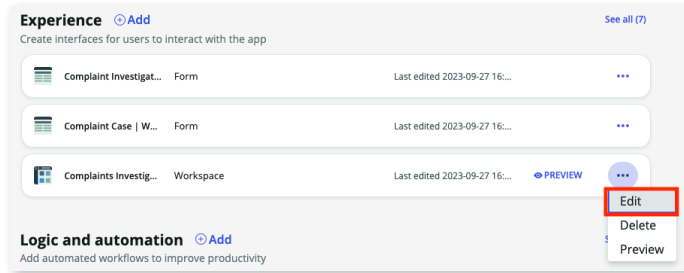 Experience Add See all (7)
Create interfaces for users to interact with the app
Complaint Investigat... Form Last edited 2023-09-27 16:... ...
Complaint Case | W... Form Last edited 2023-09-27 16:... ...
Complaints Investig... Workspace Last edited 2023-09-27 16:... PREVIEW ...
Edit
Delete
Preview
Logic and automation Add S
Add automated workflows to improve productivity